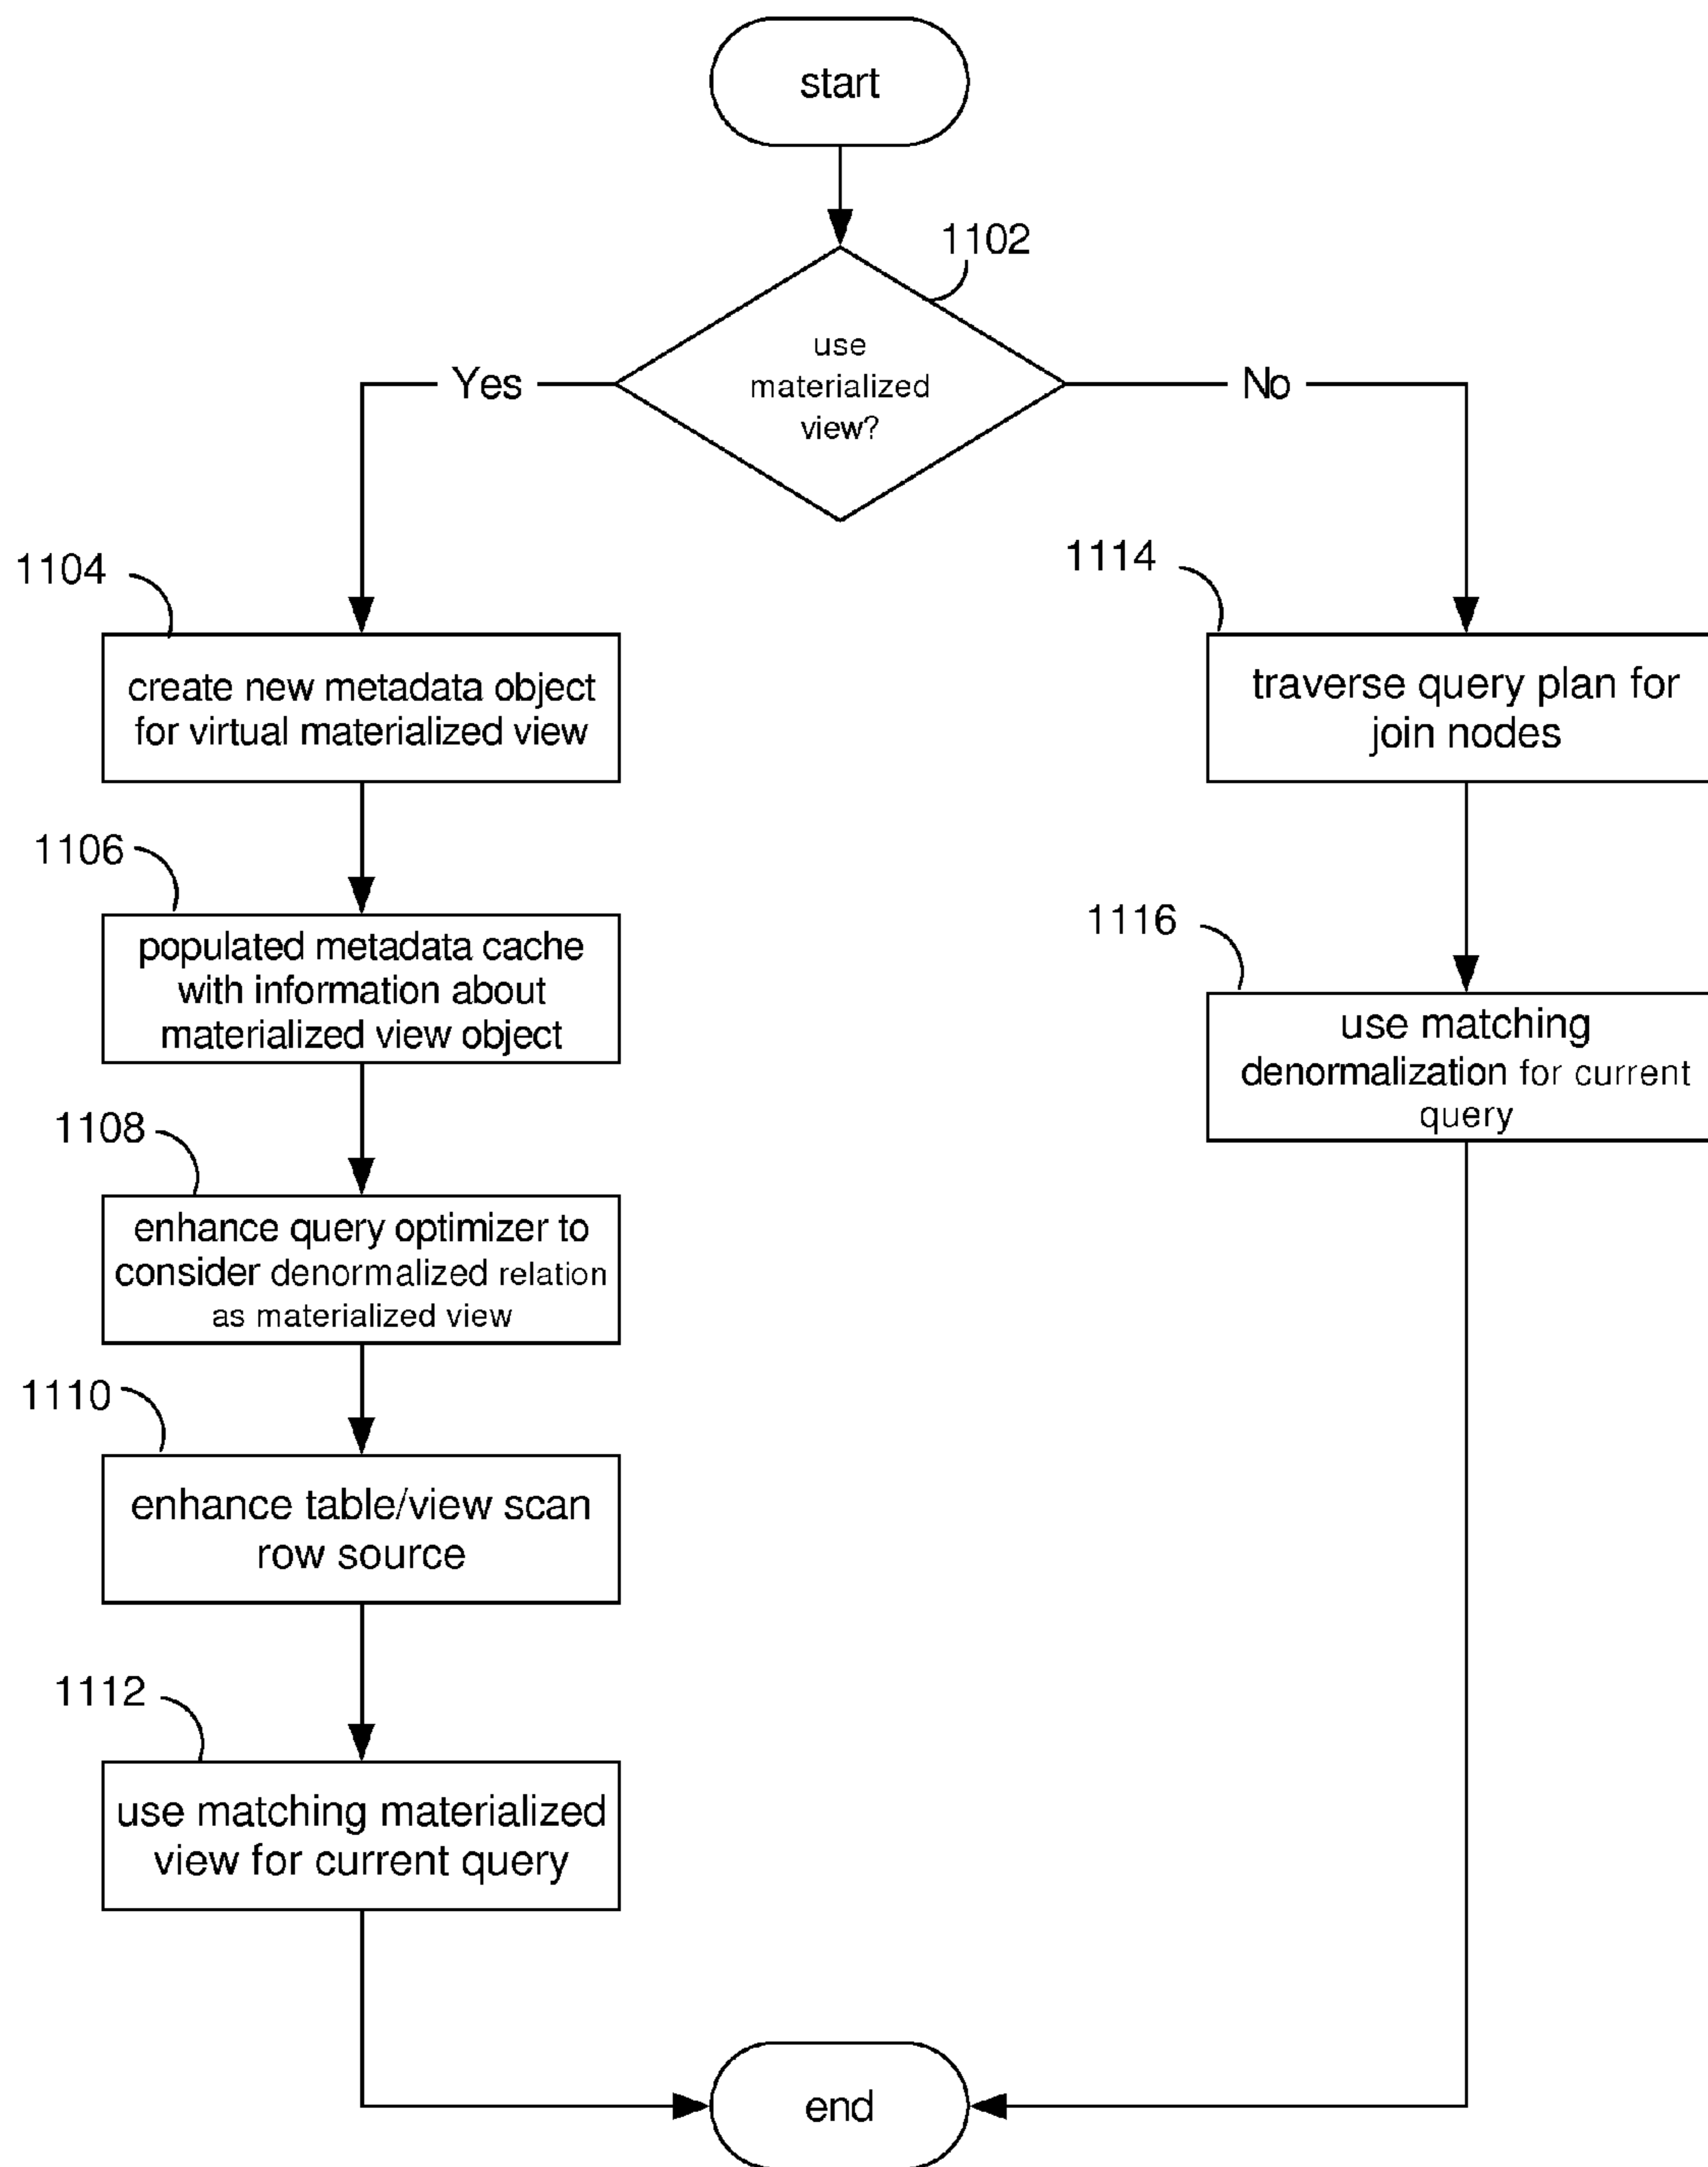 start
1102
use
materialized
view?
Yes
No
1104
create new metadata object
for virtual materialized view
1106
populated metadata cache
with information about
materialized view object
1108
enhance query optimizer to
consider denormalized relation
as materialized view
1110
enhance table/view scan
row source
1112
use matching materialized
view for current query
1114
traverse query plan for
join nodes
1116
use matching
denormalization for current
query
end